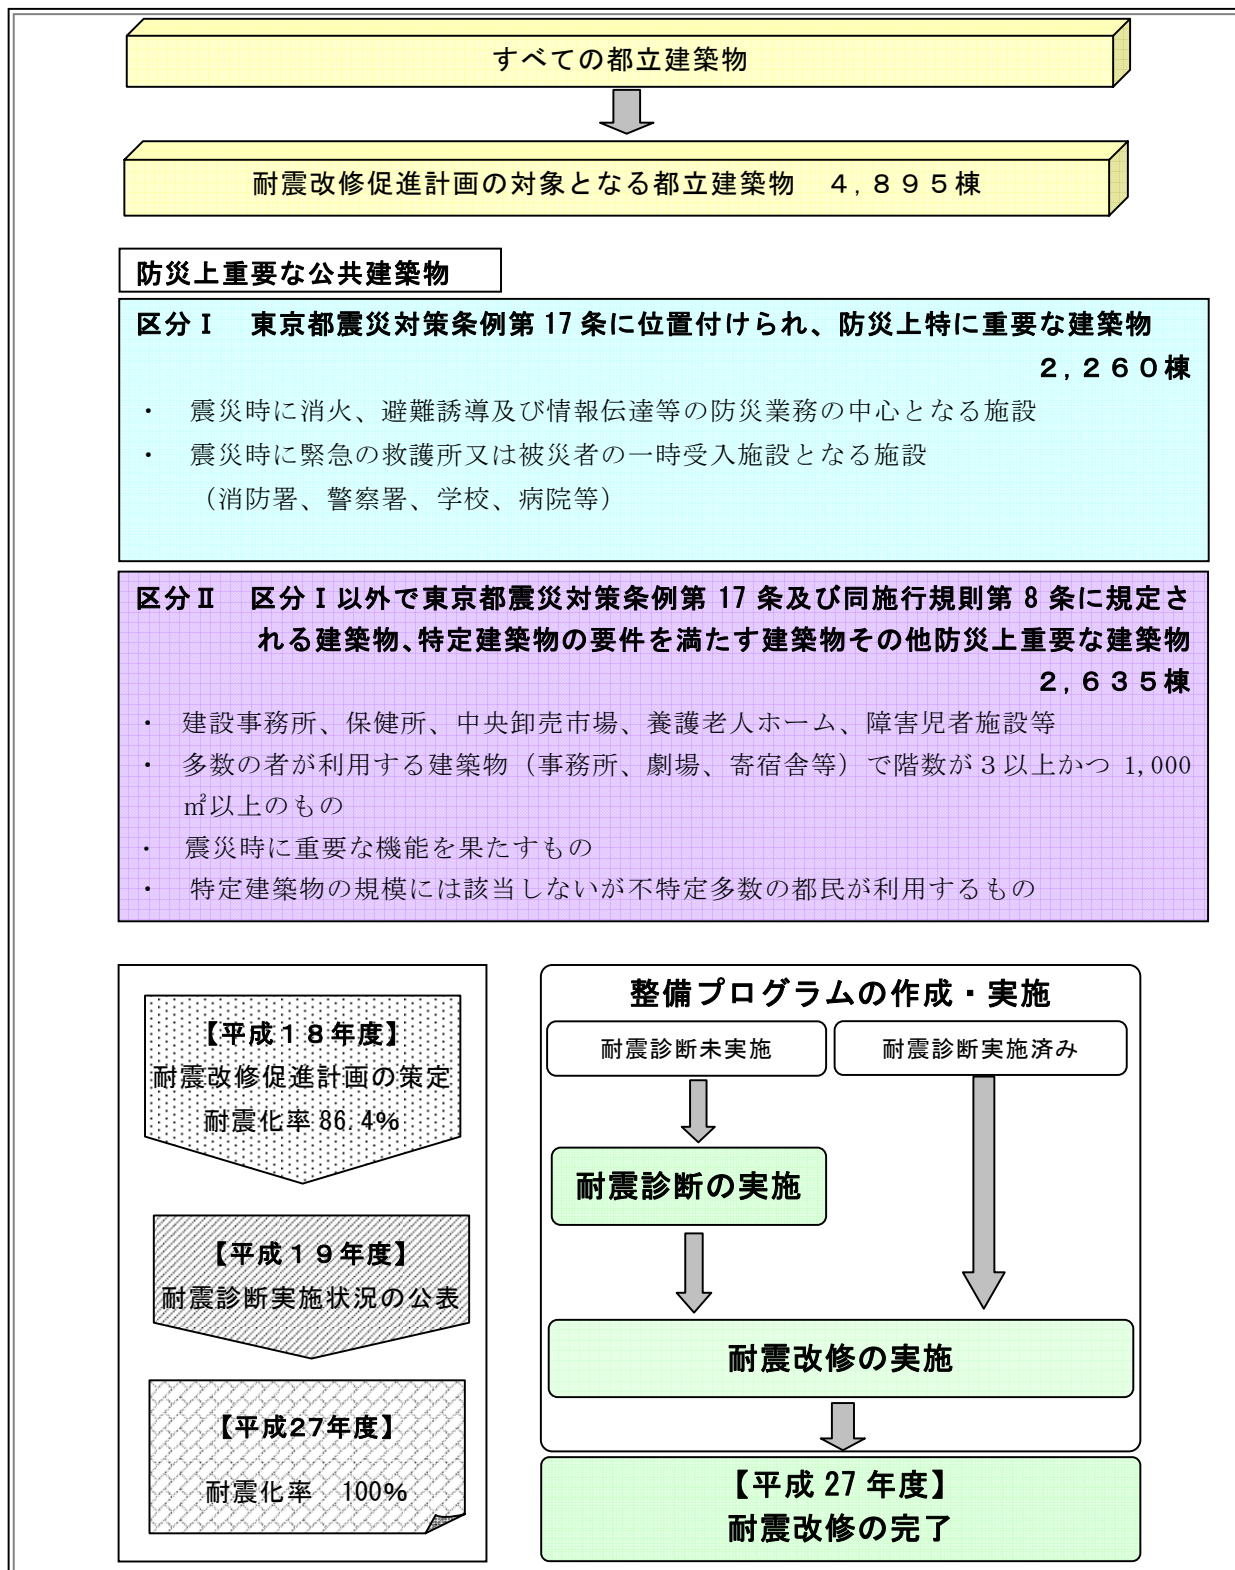 すべての都立建築物
耐震改修促進計画の対象となる都立建築物　４,８９５棟
防災上重要な公共建築物
区分Ⅰ　東京都震災対策条例第 17 条に位置付けられ、防災上特に重要な建築物
２,２６０棟
・　震災時に消火、避難誘導及び情報伝達等の防災業務の中心となる施設
・　震災時に緊急の救護所又は被災者の一時受入施設となる施設
（消防署、警察署、学校、病院等）
区分Ⅱ　区分Ⅰ以外で東京都震災対策条例第 17 条及び同施行規則第 8 条に規定さ
れる建築物、特定建築物の要件を満たす建築物その他防災上重要な建築物
２,６３５棟
・　建設事務所、保健所、中央卸売市場、養護老人ホーム、障害児者施設等
・　多数の者が利用する建築物（事務所、劇場、寄宿舎等）で階数が３以上かつ 1,000
㎡以上のもの
・　震災時に重要な機能を果たすもの
・　特定建築物の規模には該当しないが不特定多数の都民が利用するもの
【平成１８年度】
耐震改修促進計画の策定
耐震化率 86.4%
【平成１９年度】
耐震診断実施状況の公表
【平成27年度】
耐震化率　100%
整備プログラムの作成・実施
耐震診断未実施
耐震診断実施済み
耐震診断の実施
耐震改修の実施
【平成 27 年度】
耐震改修の完了